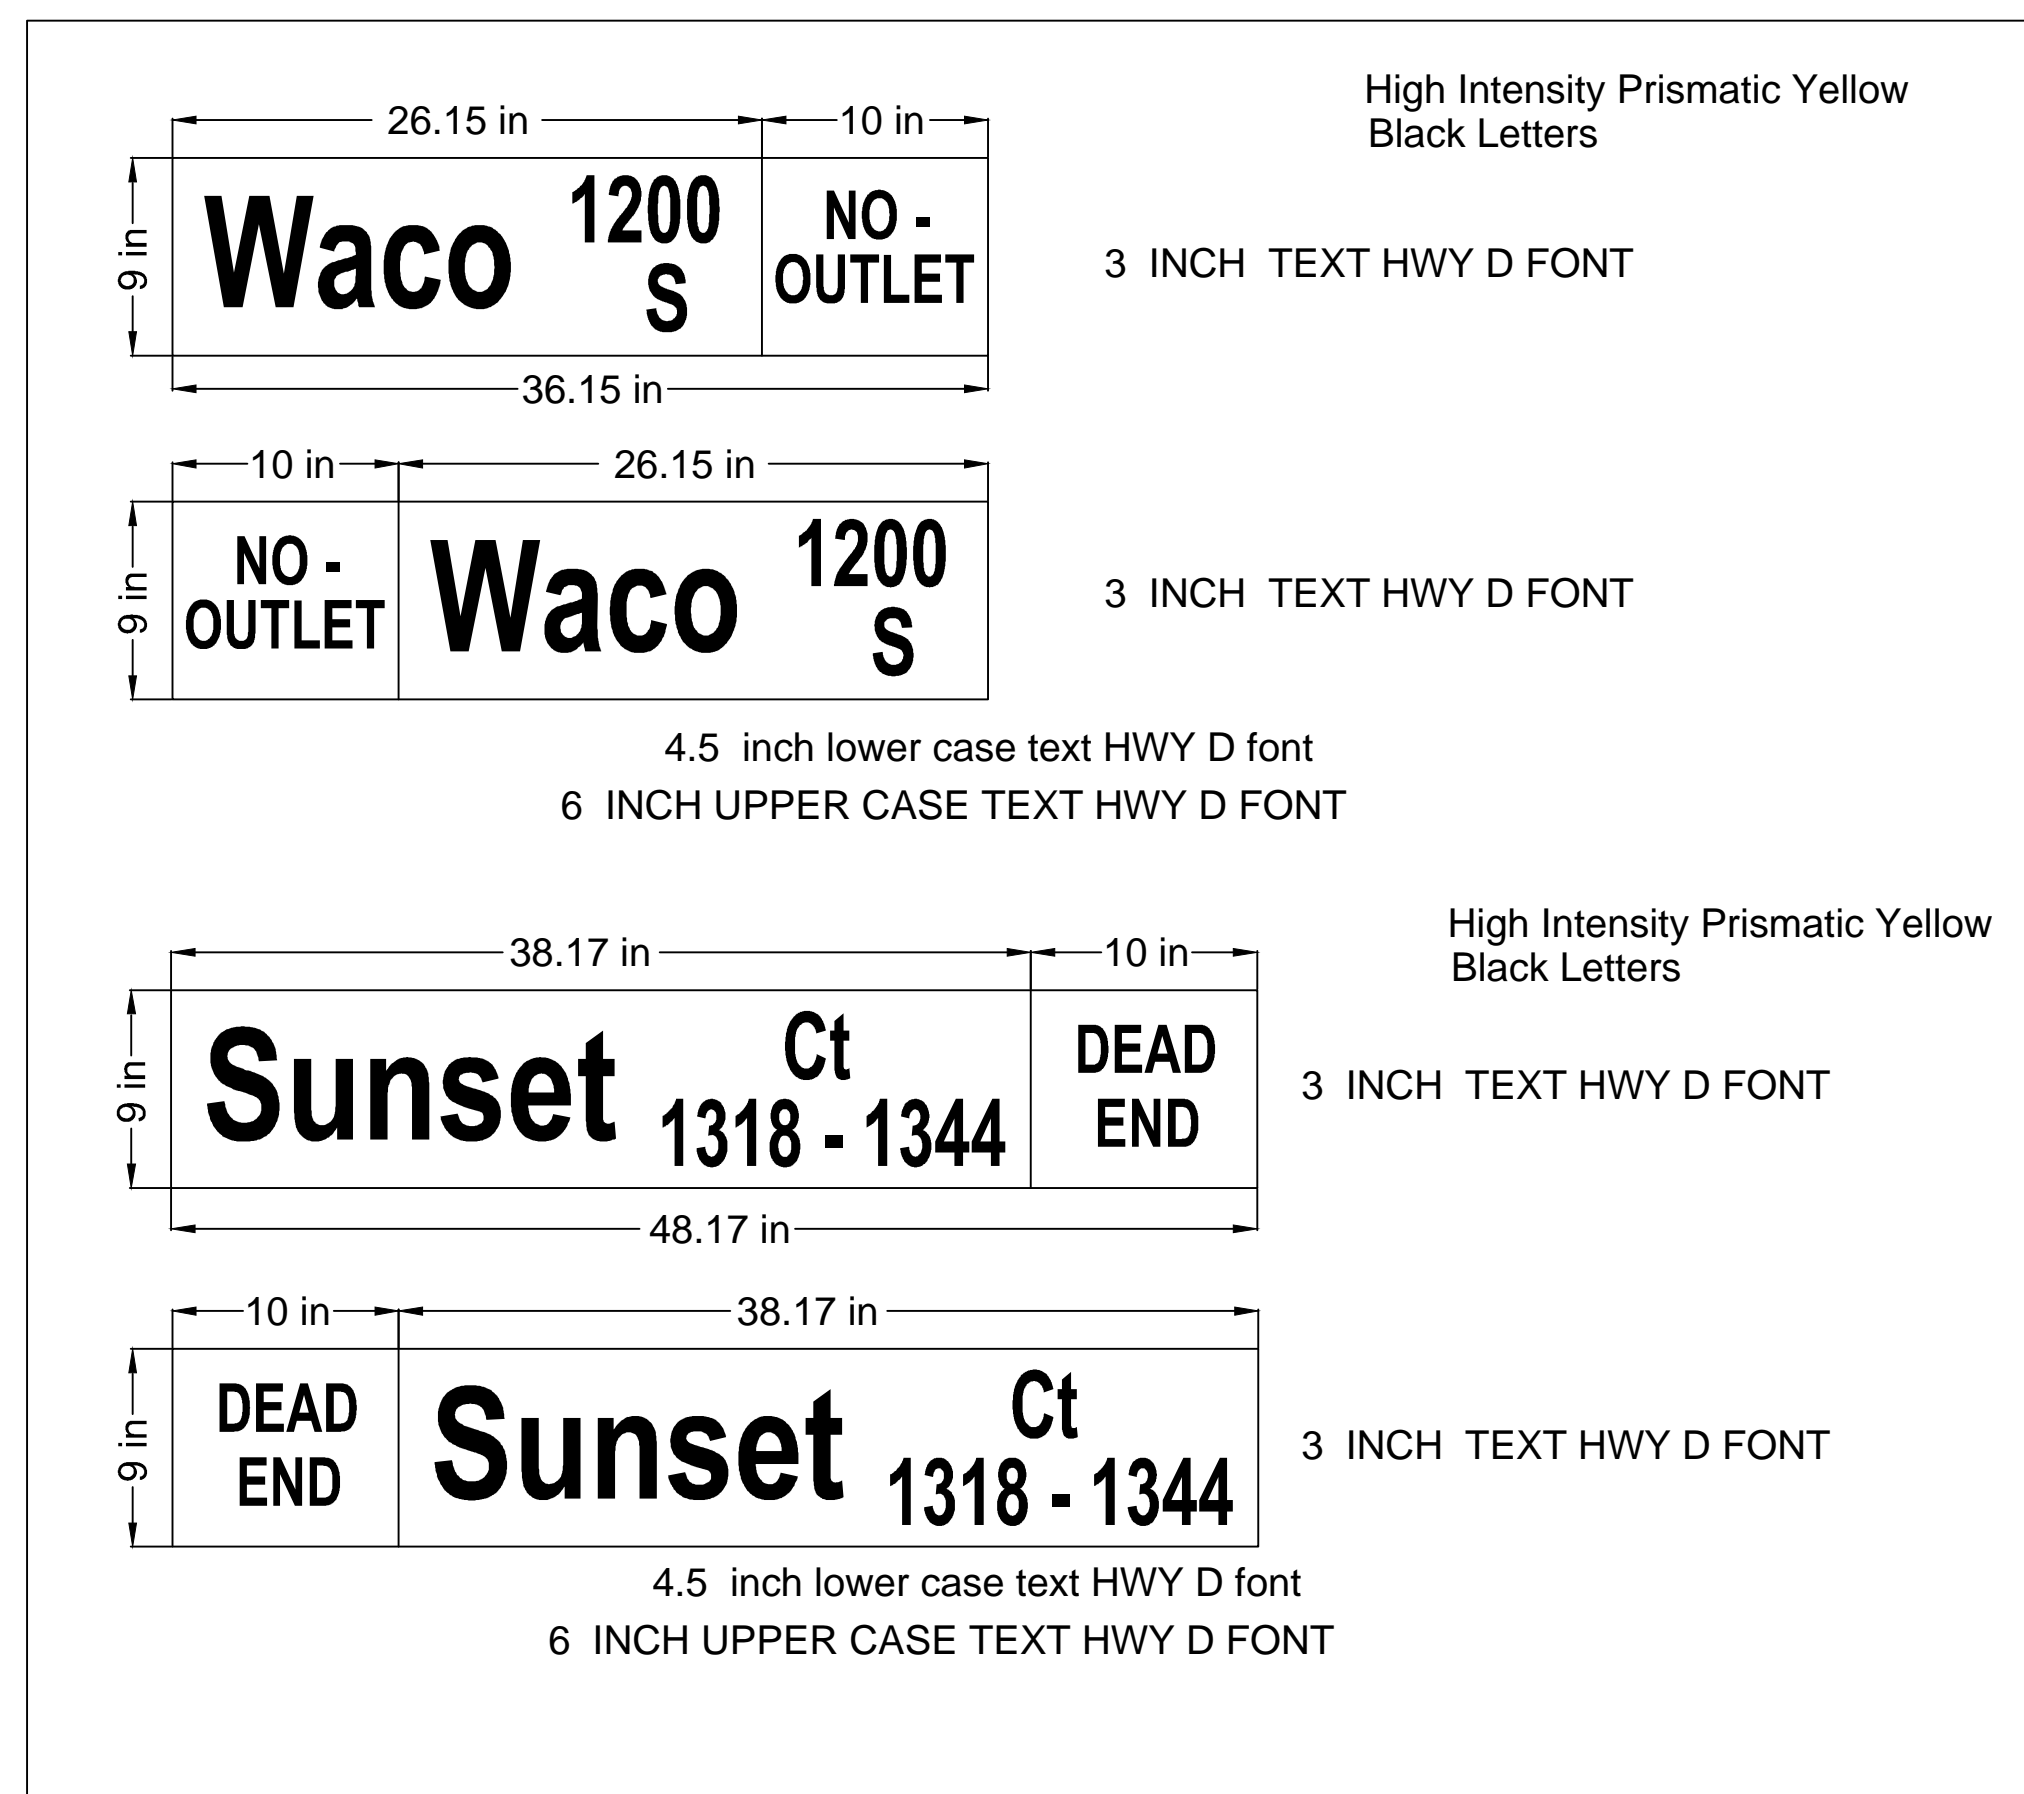 High Intensity Prismatic Yellow
Black Letters
26.15 in
10 in
9 in
Waco
1200
S
NO -
OUTLET
3 INCH TEXT HWY D FONT
36.15 in
10 in
26.15 in
9 in
NO -
OUTLET
Waco
1200
S
3 INCH TEXT HWY D FONT
4.5 inch lower case text HWY D font
6 INCH UPPER CASE TEXT HWY D FONT
High Intensity Prismatic Yellow
Black Letters
38.17 in
10 in
9 in
Sunset
Ct
1318 - 1344
DEAD
END
3 INCH TEXT HWY D FONT
48.17 in
10 in
38.17 in
9 in
DEAD
END
Sunset
Ct
1318 - 1344
3 INCH TEXT HWY D FONT
4.5 inch lower case text HWY D font
6 INCH UPPER CASE TEXT HWY D FONT